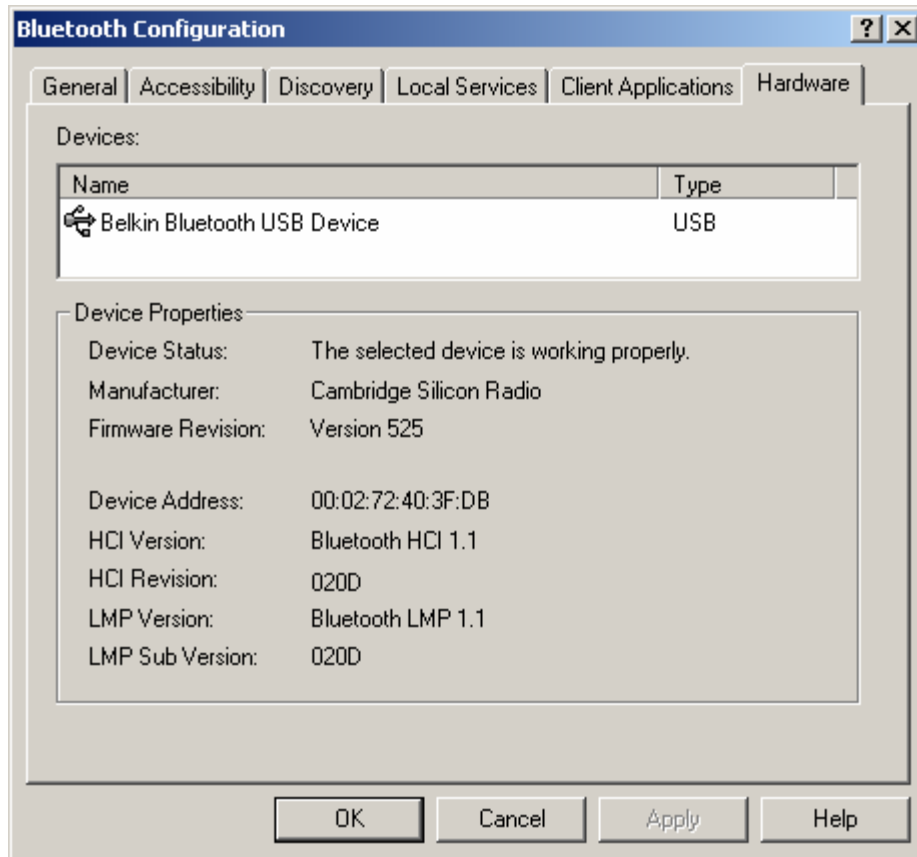 Bluetooth Configuration
General Accessibility Discovery Local Services Client Applications Hardware
Devices:
Name Type
Belkin Bluetooth USB Device USB
Device Properties
Device Status: The selected device is working properly.
Manufacturer: Cambridge Silicon Radio
Firmware Revision: Version 525
Device Address: 00:02:72:40:3F:DB
HCI Version: Bluetooth HCI 1.1
HCI Revision: 020D
LMP Version: Bluetooth LMP 1.1
LMP Sub Version: 020D
OK Cancel Apply Help